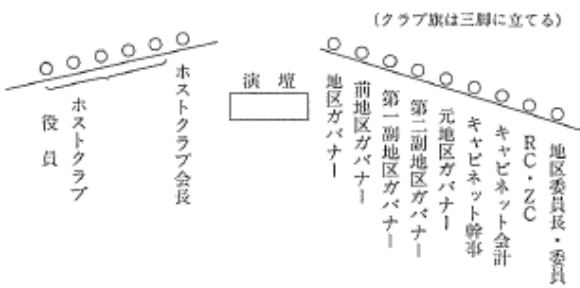 (クラブ旗は三脚に立てる)
演壇
地区ガバナー
前地区ガバナー
第一副地区ガバナー
第二副地区ガバナー
元地区ガバナー
キャビネット幹事
キャビネット会計
RC・ZC
地区委員長・委員
ホストクラブ会長
ホストクラブ
役員